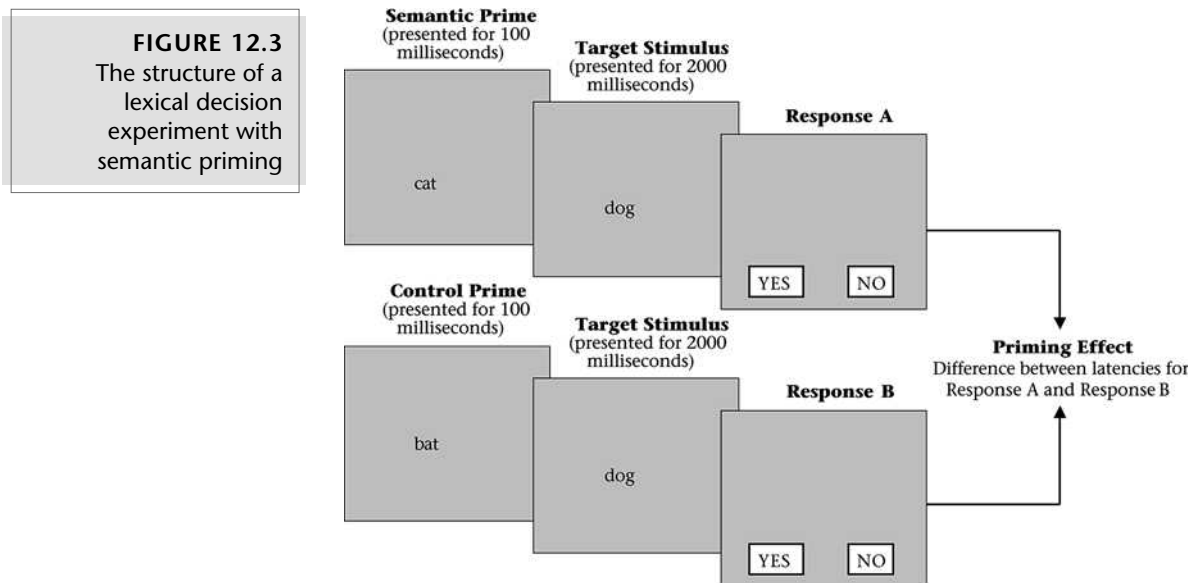 FIGURE 12.3
The structure of a
lexical decision
experiment with
semantic priming
Semantic Prime
(presented for 100
milliseconds)
cat
Target Stimulus
(presented for 2000
milliseconds)
dog
Response A
YES NO
Control Prime
(presented for 100
milliseconds)
bat
Target Stimulus
(presented for 2000
milliseconds)
dog
Response B
YES NO
Priming Effect
Difference between latencies for
Response A and Response B